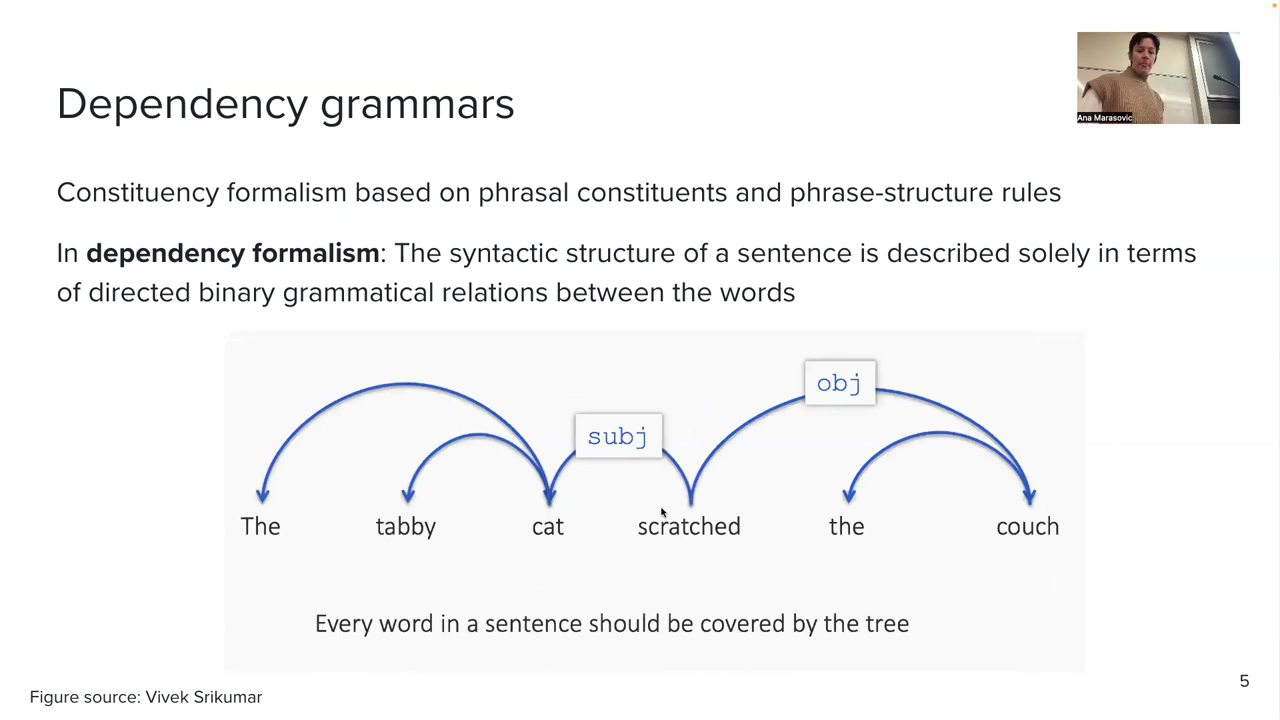 Ana Marasovic
Dependency grammars
Constituency formalism based on phrasal constituents and phrase-structure rules
In dependency formalism: The syntactic structure of a sentence is described solely in terms
of directed binary grammatical relations between the words
obj
subj
The tabby cat scratched the couch
Every word in a sentence should be covered by the tree
5
Figure source: Vivek Srikumar